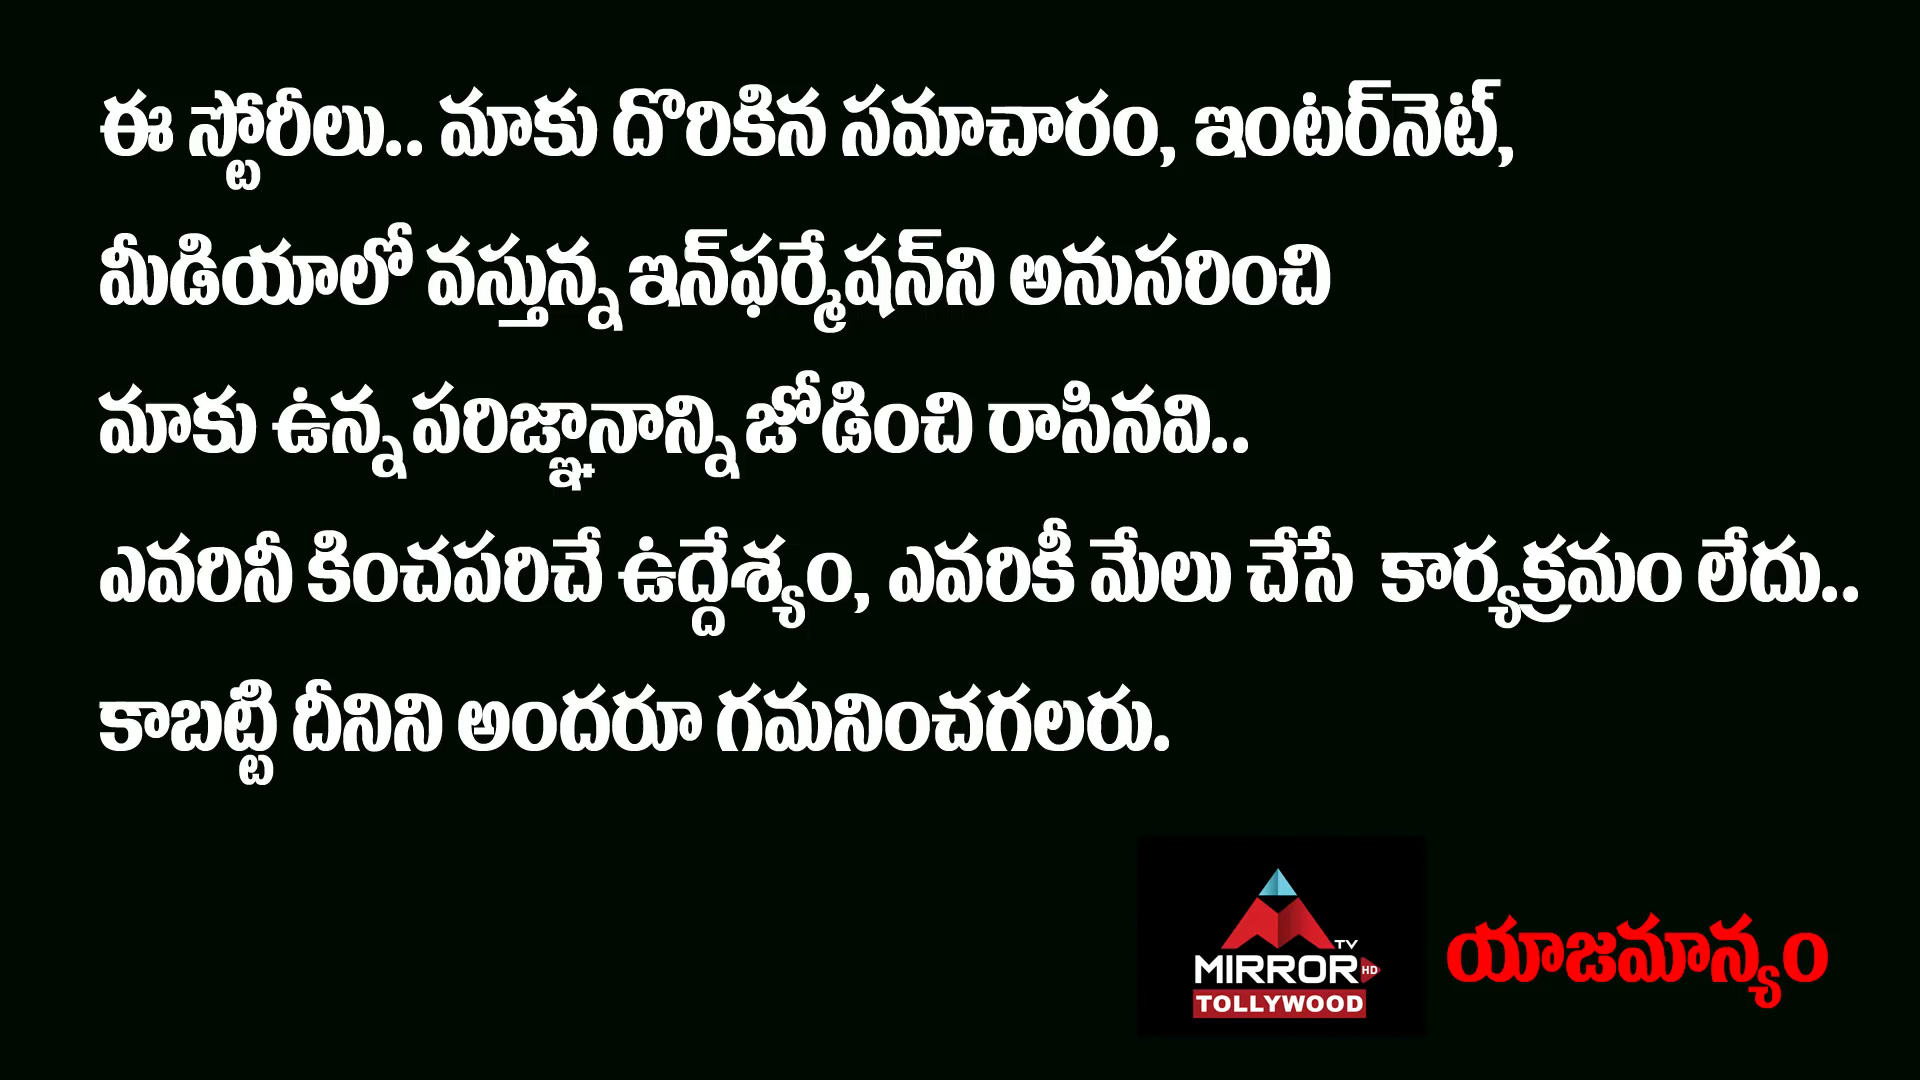 ఈ స్టోరీలు.. మాకు దొరికిన సమాచారం, ఇంటర్‌నెట్,
మీడియాలో వస్తున్న ఇన్‌ఫర్మేషన్‌ని అనుసరించి
మాకు ఉన్న పరిజ్ఞానాన్ని జోడించి రాసినవి..
ఎవరినీ కించపరిచే ఉద్దేశ్యం, ఎవరికీ మేలు చేసే కార్యక్రమం లేదు..
కాబట్టి దీనిని అందరూ గమనించగలరు.
TV
MIRROR HD
TOLLYWOOD
యాజమాన్యం